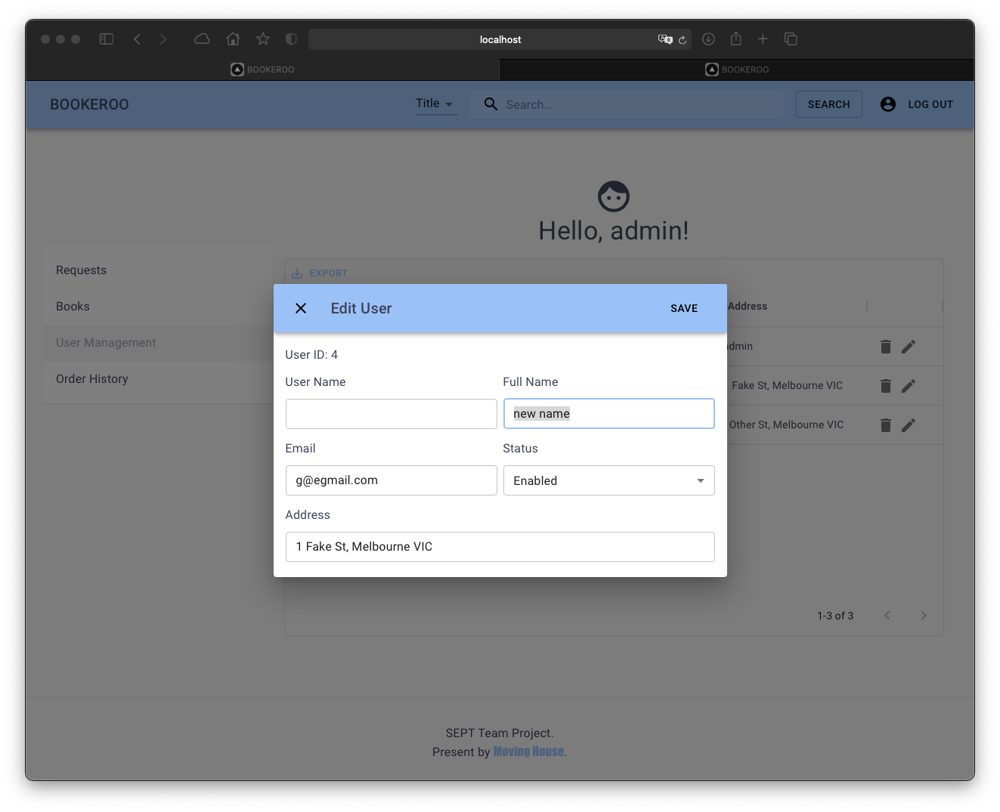 localhost
BOOKEROO
BOOKEROO
BOOKEROO
Title
Search...
SEARCH
LOG OUT
Hello, admin!
Requests
Books
User Management
Order History
EXPORT
Address
Fake St, Melbourne VIC
Other St, Melbourne VIC
Edit User
SAVE
User ID: 4
User Name
Full Name
new name
Email
Status
g@egmail.com
Enabled
Address
1 Fake St, Melbourne VIC
1-3 of 3
SEPT Team Project.
Present by Moving House.